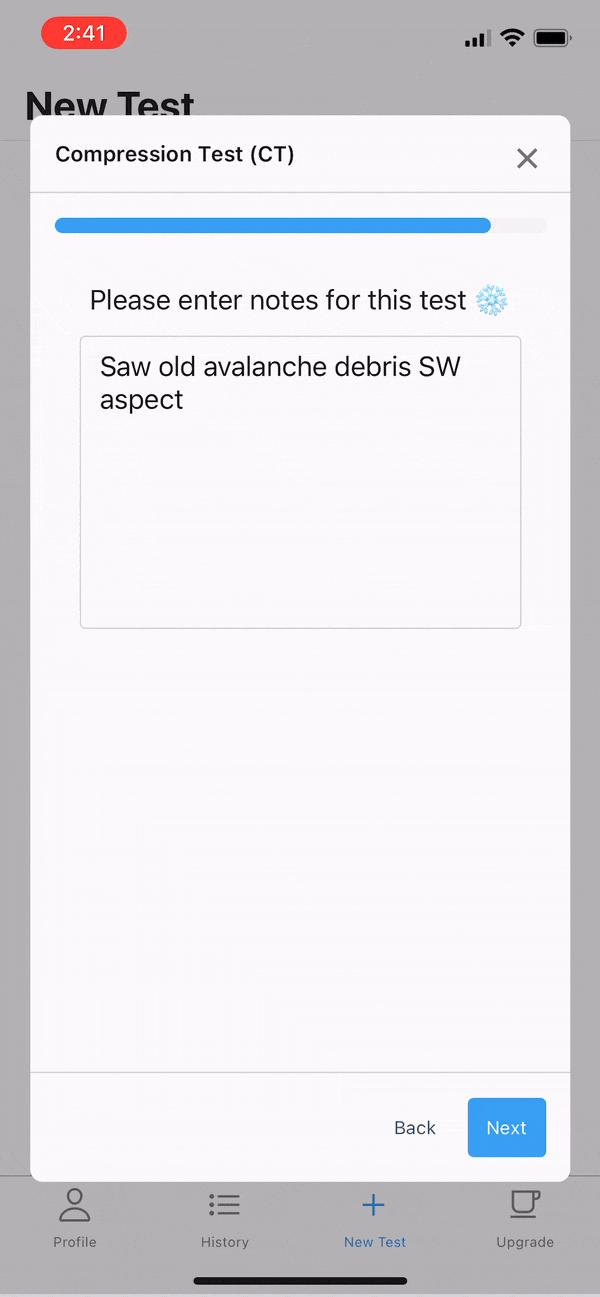 2:41
New Test
Compression Test (CT)
Please enter notes for this test
Saw old avalanche debris SW
aspect
Back
Next
Profile
History
New Test
Upgrade